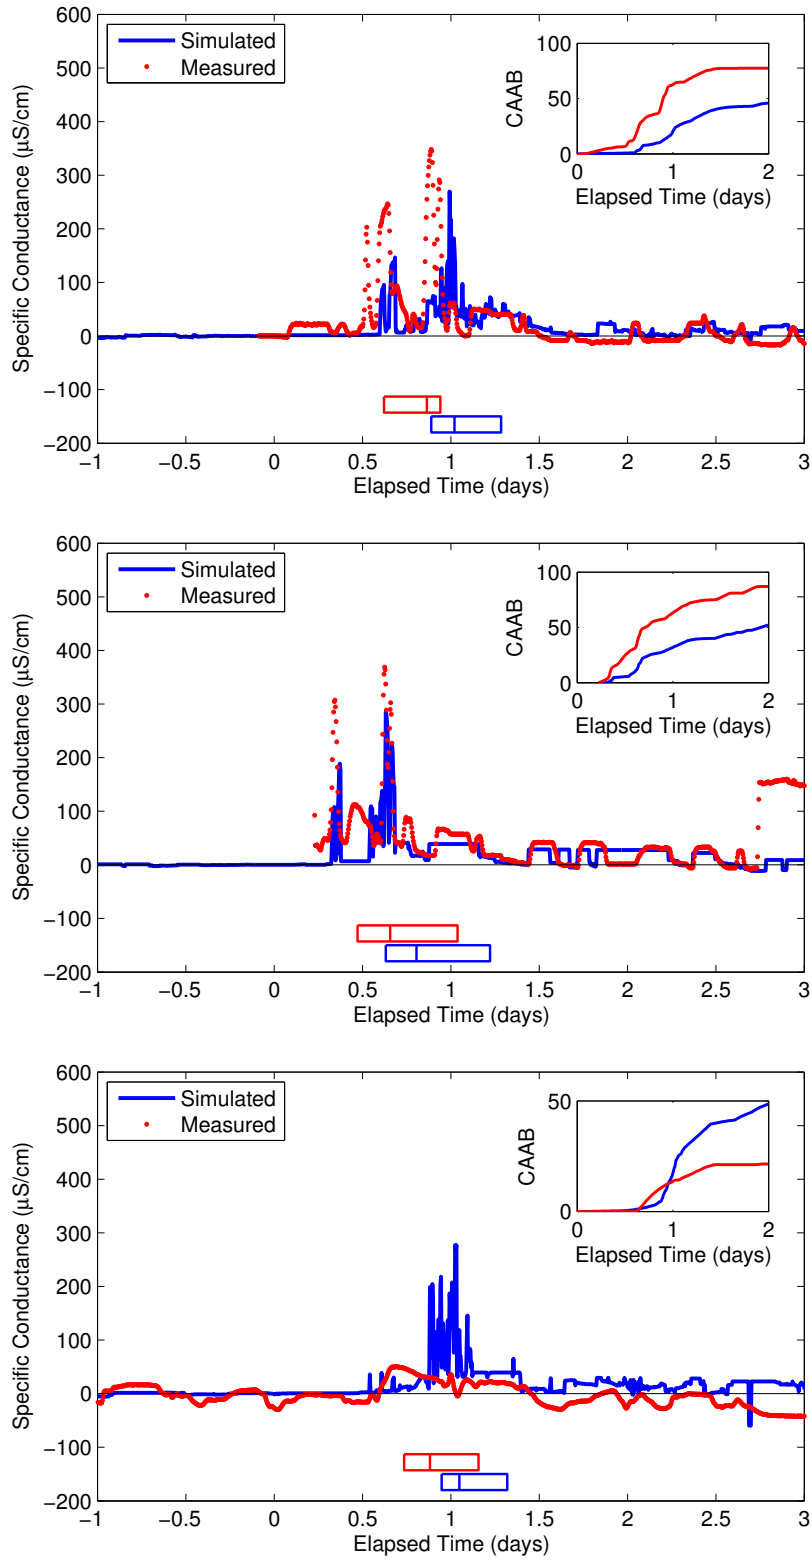 600
500
400
300
200
100
0
−100
−200
Specific Conductance (μS/cm)
Simulated
Measured
100
50
0
CAAB
0 1 2
Elapsed Time (days)
−1 −0.5 0 0.5 1 1.5 2 2.5 3
Elapsed Time (days)
600
500
400
300
200
100
0
−100
−200
Specific Conductance (μS/cm)
Simulated
Measured
100
50
0
CAAB
0 1 2
Elapsed Time (days)
−1 −0.5 0 0.5 1 1.5 2 2.5 3
Elapsed Time (days)
600
500
400
300
200
100
0
−100
−200
Specific Conductance (μS/cm)
Simulated
Measured
50
0
CAAB
0 1 2
Elapsed Time (days)
−1 −0.5 0 0.5 1 1.5 2 2.5 3
Elapsed Time (days)